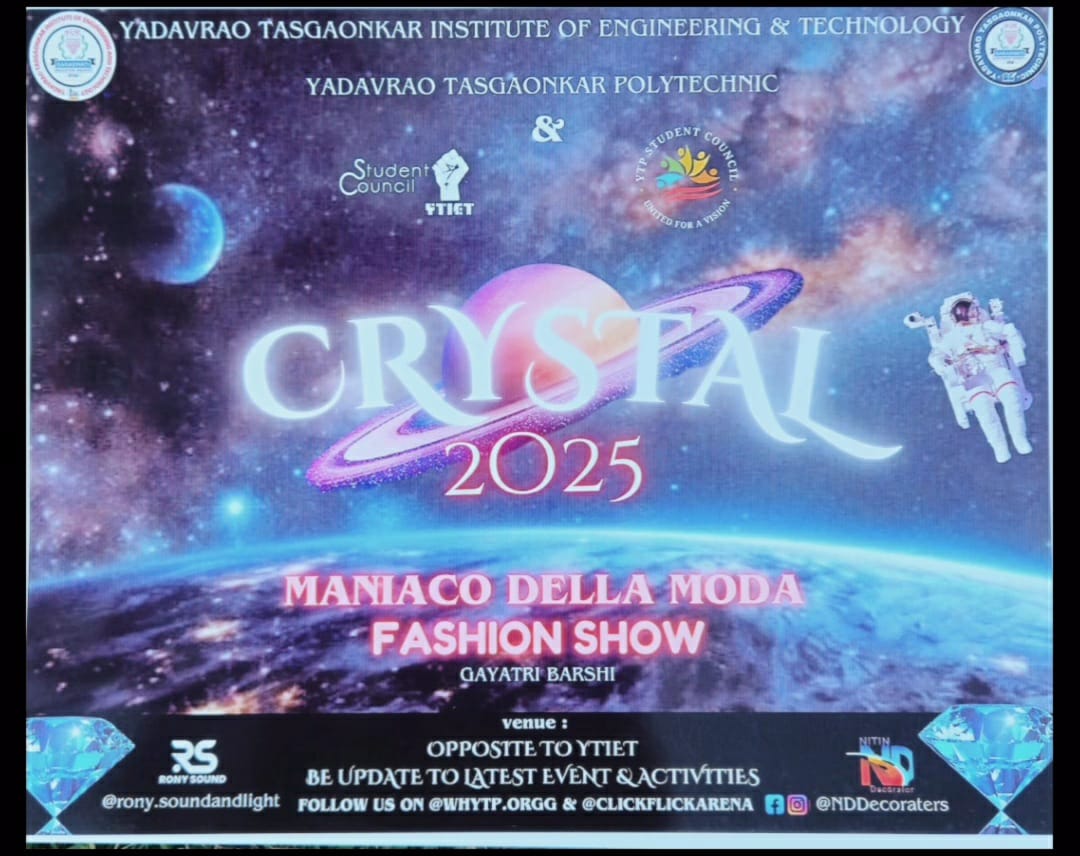 YADAVRAO TASGAONKAR INSTITUTE OF ENGINEERING & TECHNOLOGY
YADAVRAO TASGAONKAR POLYTECHNIC
&
Student
Council
YTIET
YTP STUDENT COUNCIL
UNITED FOR A VISION
CRYSTAL
2025
MANIACO DELLA MODA
FASHION SHOW
GAYATRI BARSHI
venue :
OPPOSITE TO YTIET
BE UPDATE TO LATEST EVENT & ACTIVITIES
FOLLOW US ON @WHYTP.ORGG & @CLICKFLICKARENA
RS
RONY SOUND
@rony.soundandlight
NITIN
ND
Decorator
@NDDecoraters